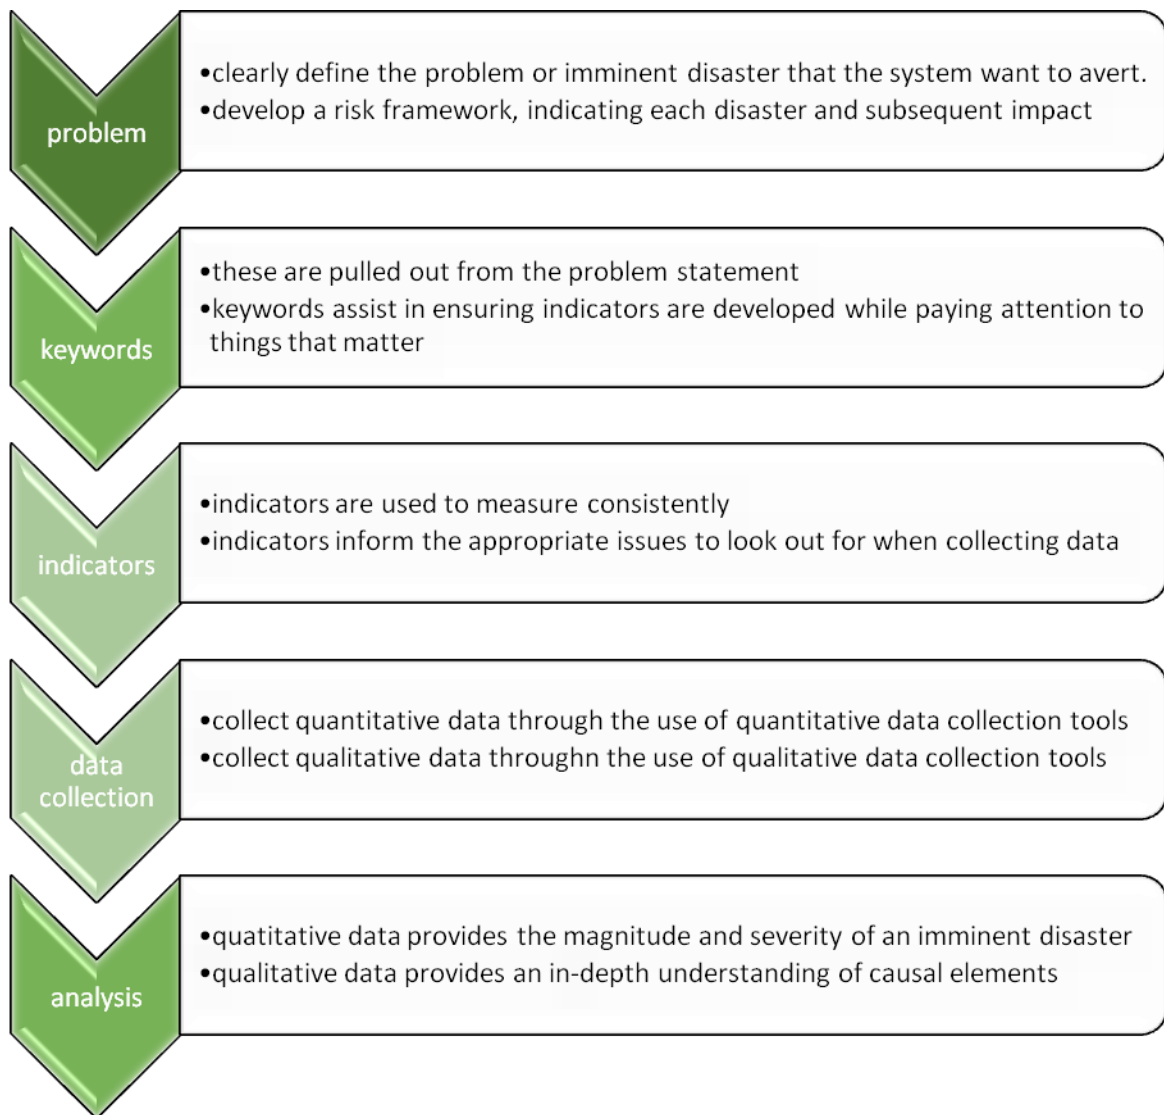 problem
•clearly define the problem or imminent disaster that the system want to avert.
•develop a risk framework, indicating each disaster and subsequent impact
keywords
•these are pulled out from the problem statement
•keywords assist in ensuring indicators are developed while paying attention to
things that matter
indicators
•indicators are used to measure consistently
•indicators inform the appropriate issues to look out for when collecting data
data
collection
•collect quantitative data through the use of quantitative data collection tools
•collect qualitative data throughn the use of qualitative data collection tools
analysis
•quatitative data provides the magnitude and severity of an imminent disaster
•qualitative data provides an in-depth understanding of causal elements